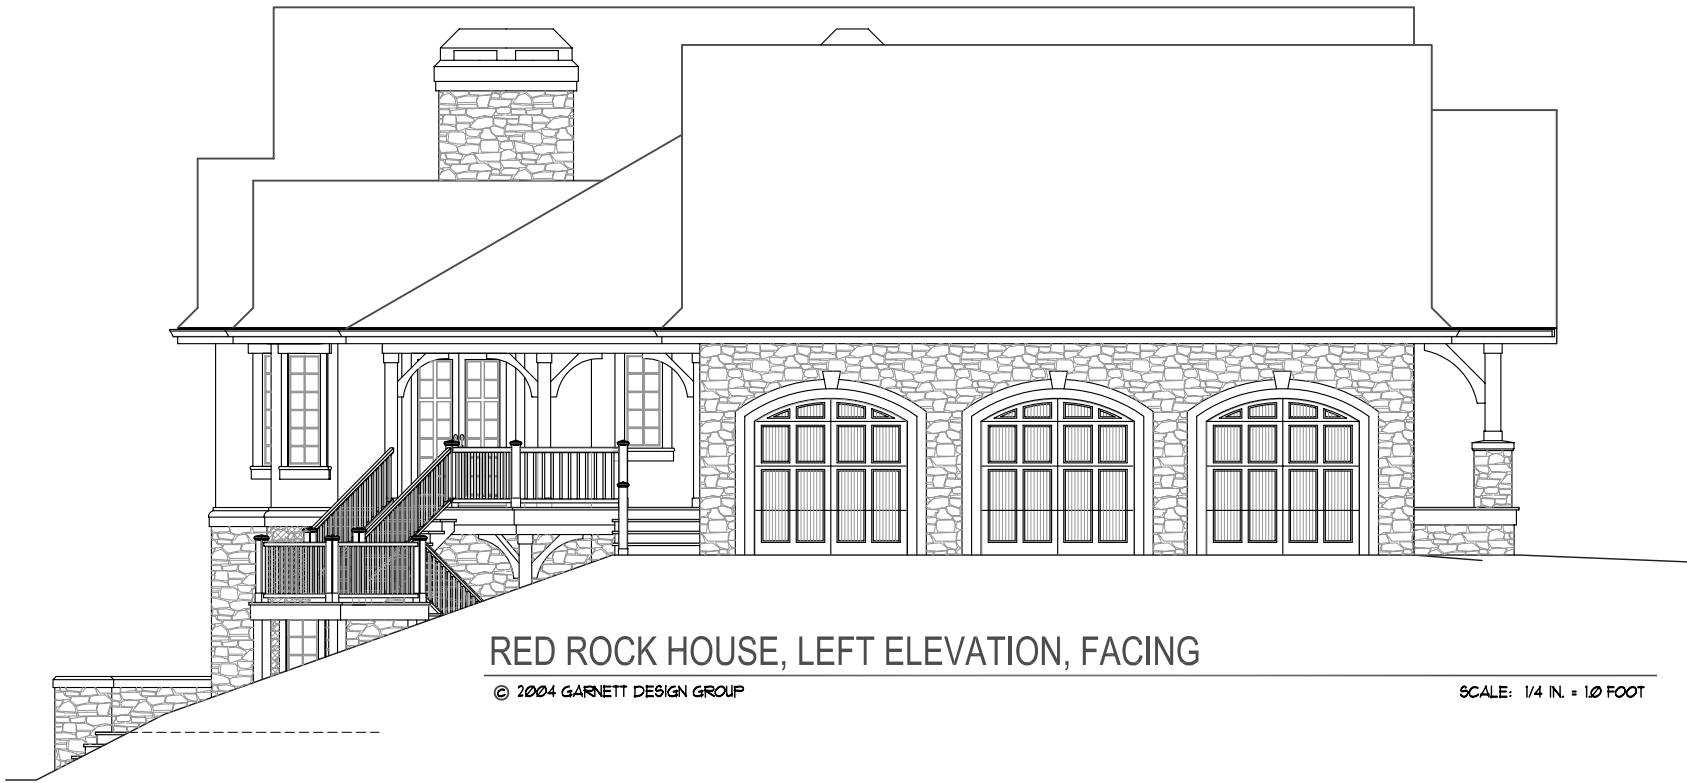 RED ROCK HOUSE, LEFT ELEVATION, FACING
© 2004 GARNETT DESIGN GROUP
SCALE: 1/4 IN. = 1.0 FOOT